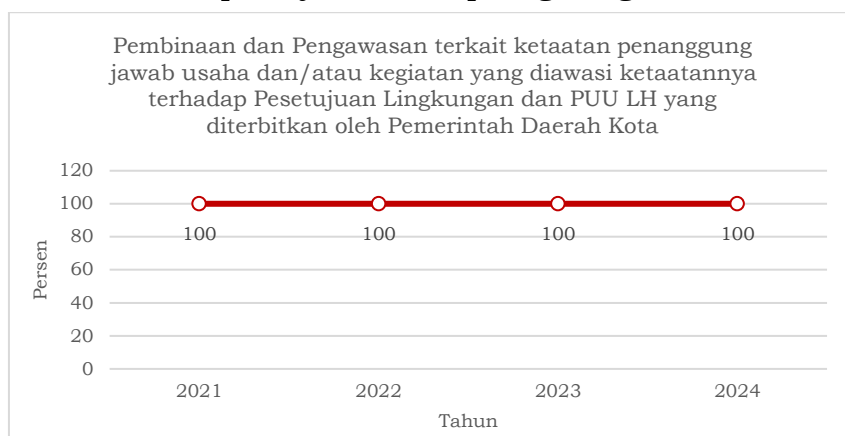 Pembinaan dan Pengawasan terkait ketaatan penanggung
jawab usaha dan/atau kegiatan yang diawasi ketaatannya
terhadap Pesetujuan Lingkungan dan PUU LH yang
diterbitkan oleh Pemerintah Daerah Kota
120
100
80
60
40
20
0
Persen
100 100 100 100
2021 2022 2023 2024
Tahun